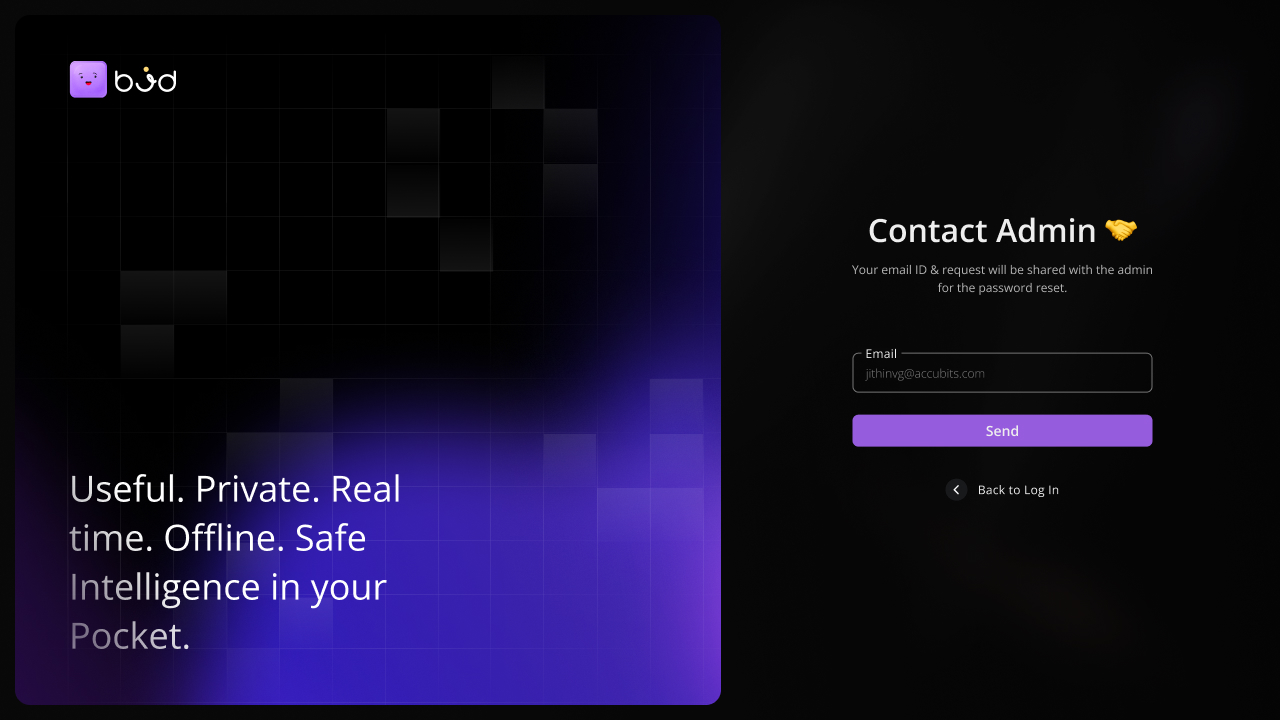 bud
Useful. Private. Real
time. Offline. Safe
Intelligence in your
Pocket.
Contact Admin
Your email ID & request will be shared with the admin
for the password reset.
Email
jithinvg@accubits.com
Send
Back to Log In